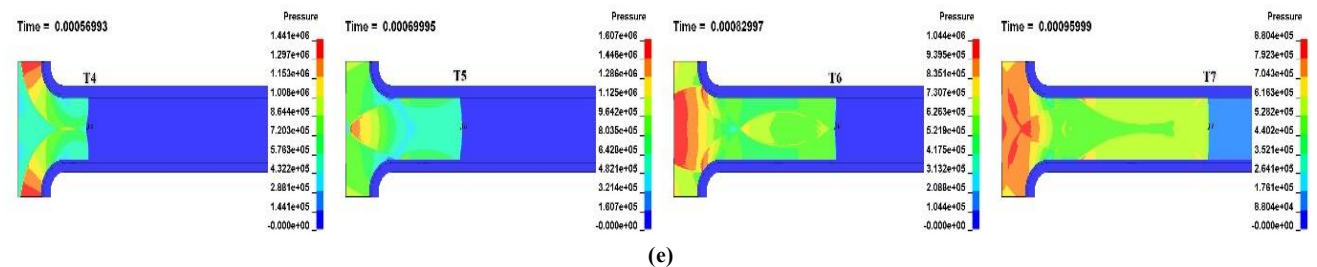 Time = 0.00056993
T4
Pressure
1.441e+06
1.297e+06
1.153e+06
1.008e+06
8.644e+05
7.203e+05
5.763e+05
4.322e+05
2.881e+05
1.441e+05
-0.000e+00
Time = 0.00069995
T5
Pressure
1.607e+06
1.446e+06
1.286e+06
1.125e+06
9.642e+05
8.035e+05
6.428e+05
4.821e+05
3.214e+05
1.607e+05
-0.000e+00
Time = 0.00082997
T6
Pressure
1.044e+06
9.395e+05
8.351e+05
7.307e+05
6.263e+05
5.219e+05
4.175e+05
3.132e+05
2.088e+05
1.044e+05
-0.000e+00
Time = 0.00095999
T7
Pressure
8.804e+05
7.923e+05
7.043e+05
6.163e+05
5.282e+05
4.402e+05
3.521e+05
2.641e+05
1.761e+05
8.804e+04
-0.000e+00
(e)